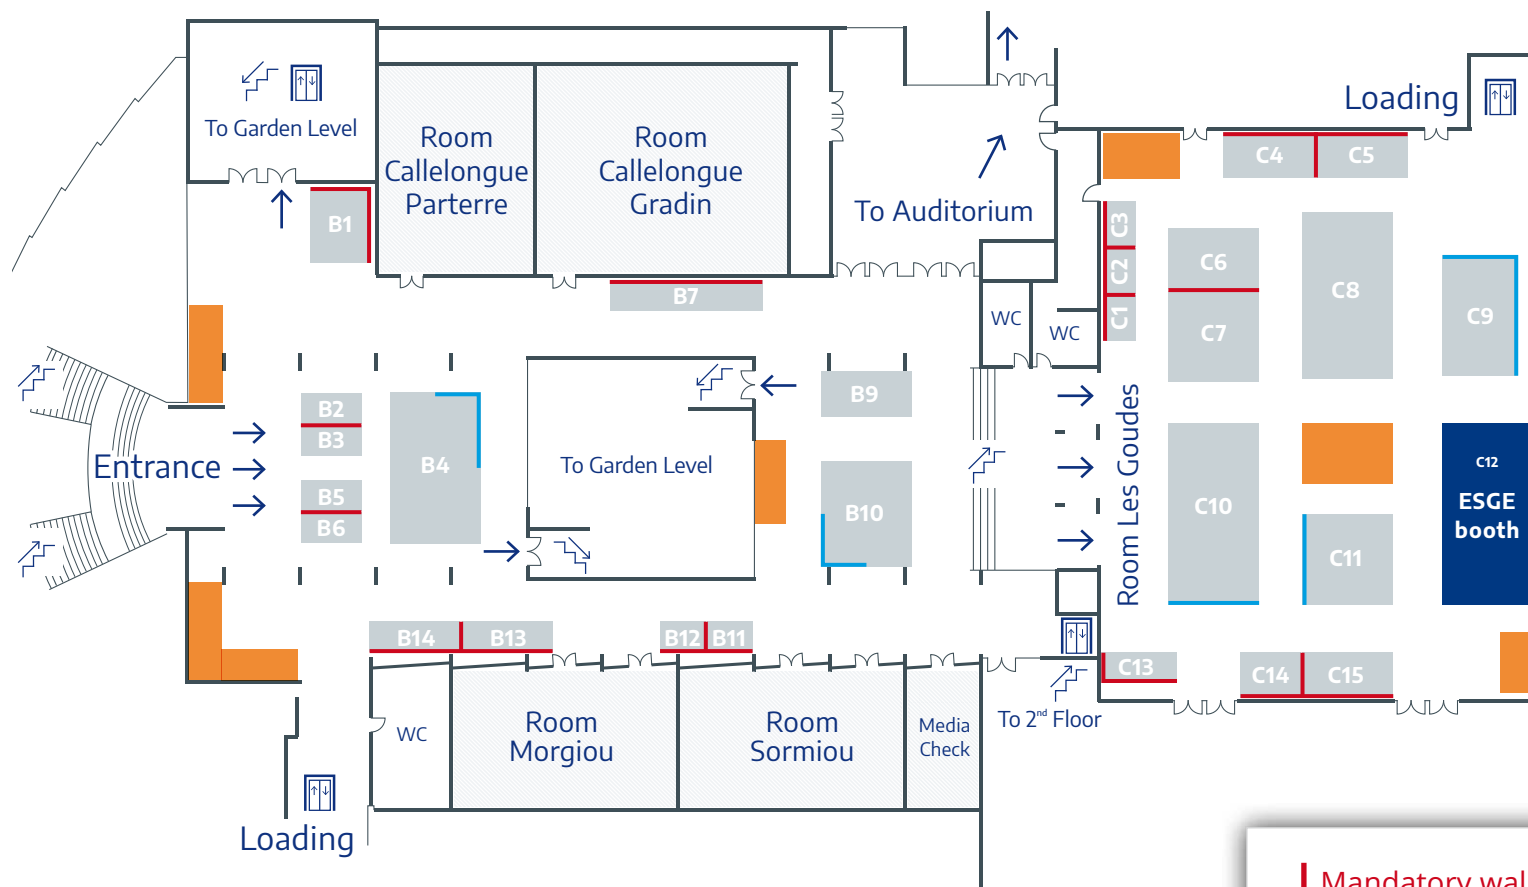 Loading
To Garden Level
Room
Callelongue
Parterre
Room
Callelongue
Gradin
To Auditorium
B1
B7
C4
C5
C3
C2
C1
C6
C7
C8
C9
WC
WC
B2
B3
B4
B5
B6
Entrance
To Garden Level
B9
B10
Room Les Goudes
C10
C11
C12
ESGE
booth
B14
B13
B12
B11
C13
C14
C15
WC
Room
Morgiou
Room
Sormiou
Media
Check
To 2nd Floor
Loading
Mandatory wal